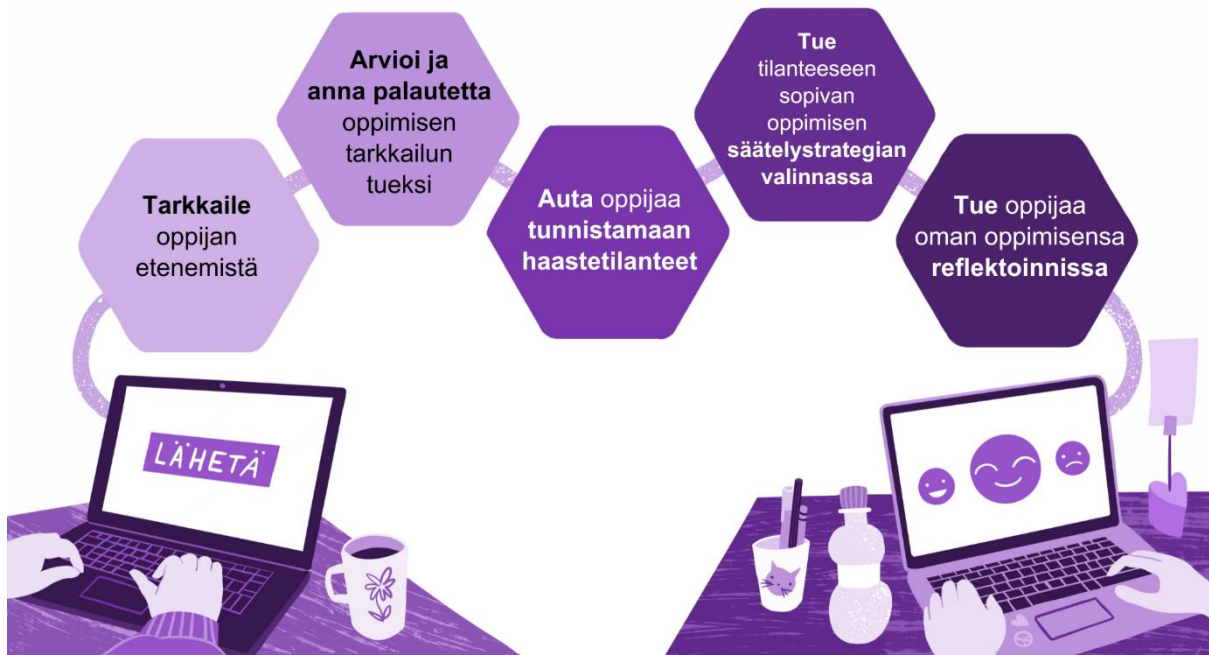 Tarkkaile
oppijan
etenemistä
Arvioi ja
anna palautetta
oppimisen
tarkkailun
tueksi
Auta oppijaa
tunnistamaan
haastetilanteet
Tue
tilanteeseen
sopivan
oppimisen
säätelystrategian
valinnassa
Tue oppijaa
oman oppimisensa
reflektoinnissa
LÄHETÄ